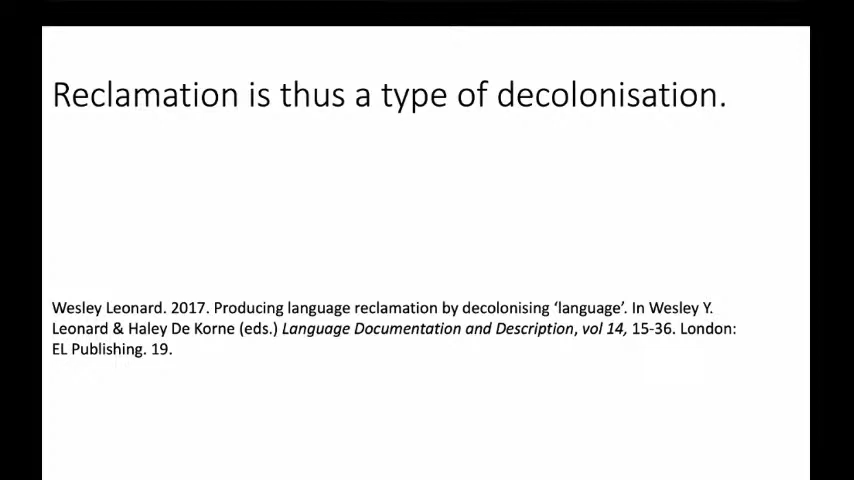 Reclamation is thus a type of decolonisation.
Wesley Leonard. 2017. Producing language reclamation by decolonising ‘language’. In Wesley Y.
Leonard & Haley De Korne (eds.) Language Documentation and Description, vol 14, 15-36. London:
EL Publishing. 19.